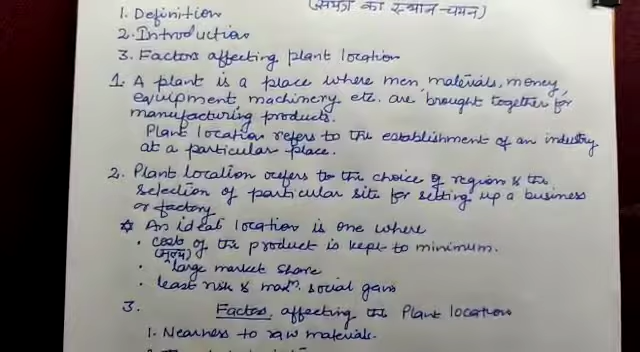 (संयंत्र का स्थान-चयन)
1. Definition
2. Introduction
3. Factors affecting plant location
1. A plant is a place where men, materials, money,
equipment, machinery etc. are brought together for
manufacturing products.
Plant location refers to the establishment of an industry
at a particular place.
2. Plant location refers to the choice of region & the
selection of particular site for setting up a business
or factory
☆ An ideal location is one where
• cost of the product is kept to minimum.
(मूल्य)
• large market share
• least risk & maxm. social gain
3. Factors affecting the Plant location
1. Nearness to raw materials.